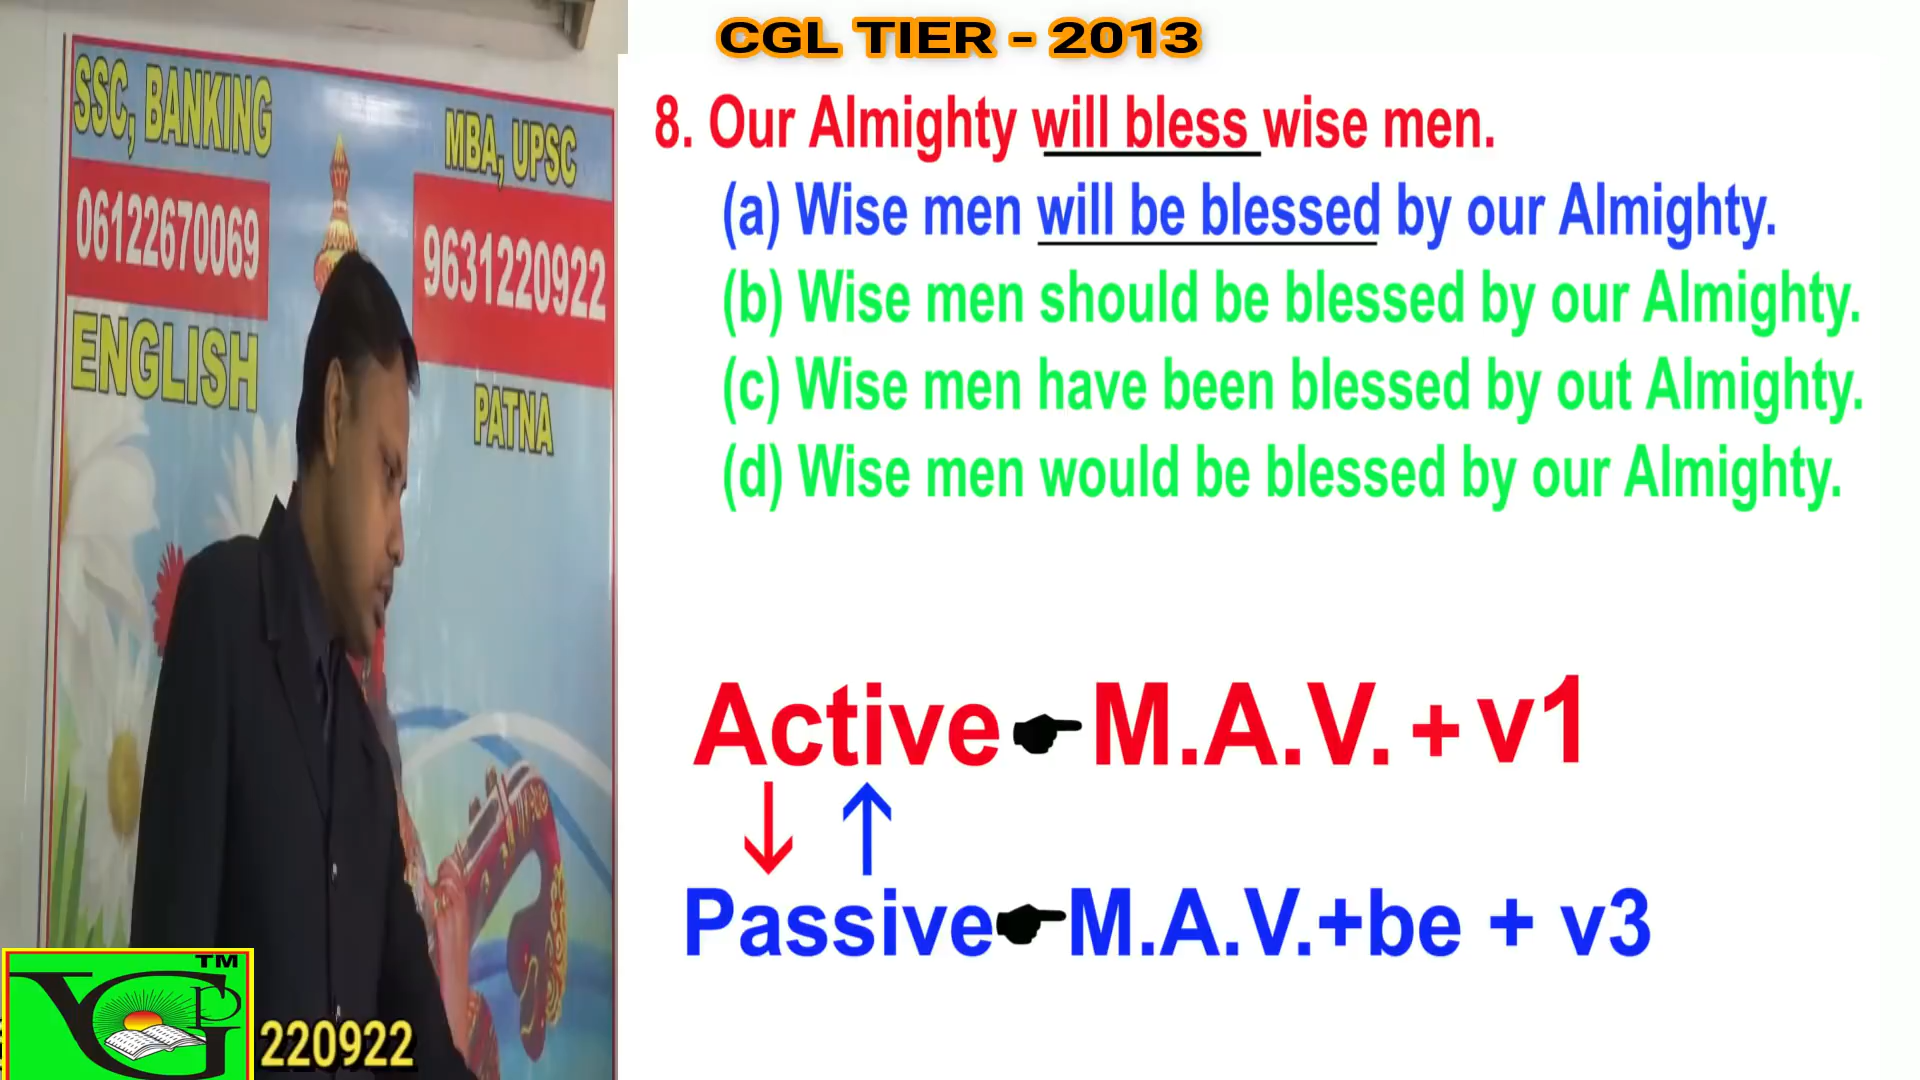 CGL TIER - 2013
SSC, BANKING
06122670069
ENGLISH
MBA, UPSC
9631220922
PATNA
8. Our Almighty will bless wise men.
(a) Wise men will be blessed by our Almighty.
(b) Wise men should be blessed by our Almighty.
(c) Wise men have been blessed by out Almighty.
(d) Wise men would be blessed by our Almighty.
Active M.A.V. + v1
Passive M.A.V.+be + v3
TM
220922